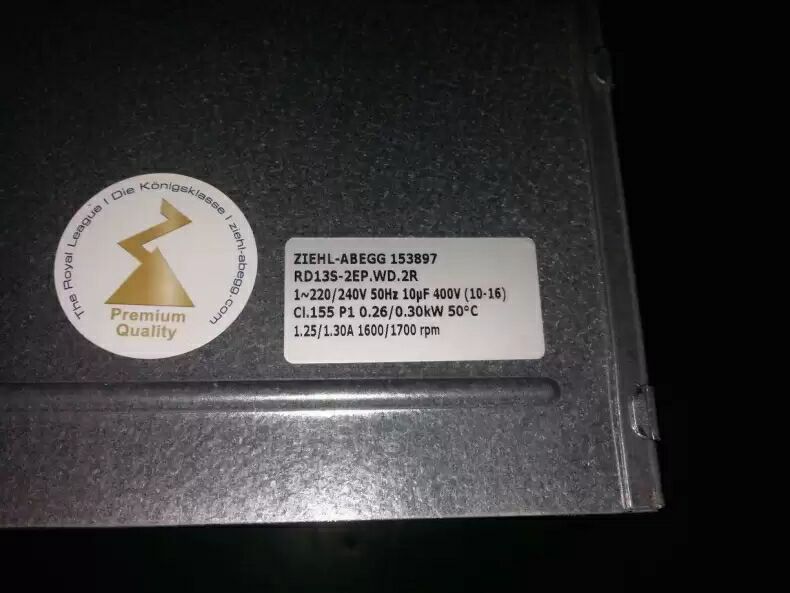 The Royal League I Die Königsklasse I ziehl-abegg.com
Premium
Quality
ZIEHL-ABEGG 153897
RD13S-2EP.WD.2R
1~220/240V 50Hz 10µF 400V (10-16)
Cl.155 P1 0.26/0.30kW 50°C
1.25/1.30A 1600/1700 rpm